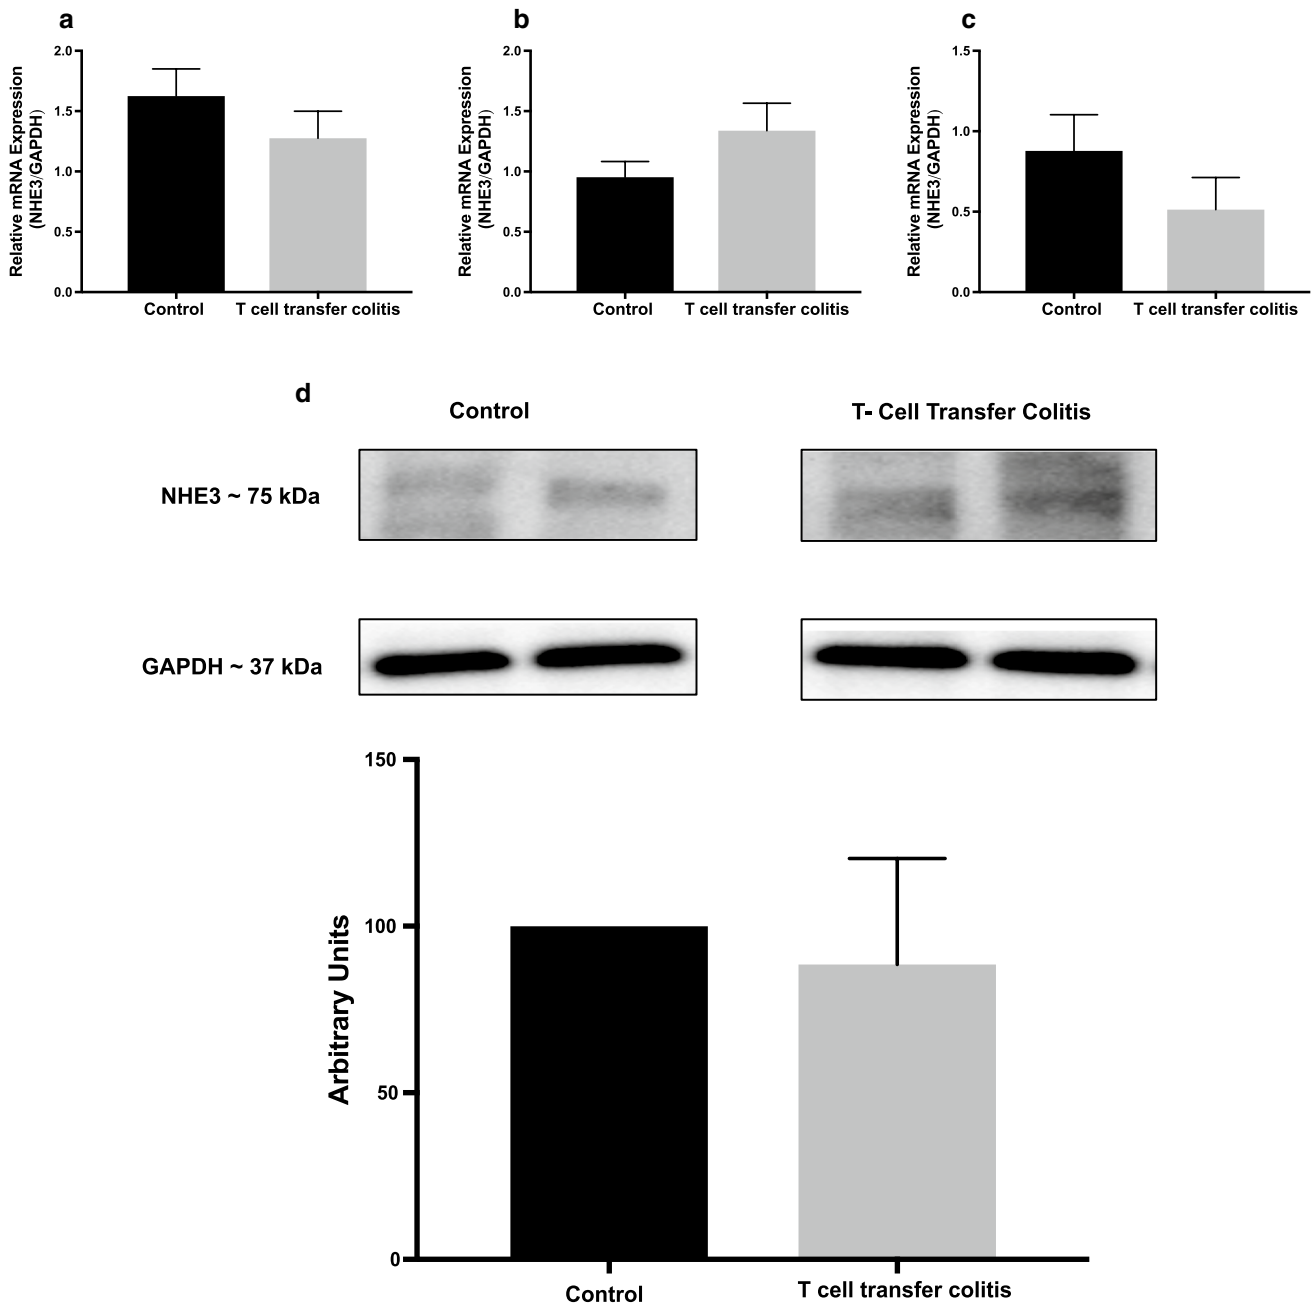 a
2.0
1.5
1.0
0.5
0.0
Relative mRNA Expression
(NHE3/GAPDH)
Control
T cell transfer colitis
b
2.0
1.5
1.0
0.5
0.0
Relative mRNA Expression
(NHE3/GAPDH)
Control
T cell transfer colitis
c
1.5
1.0
0.5
0.0
Relative mRNA Expression
(NHE3/GAPDH)
Control
T cell transfer colitis
d
Control
T- Cell Transfer Colitis
NHE3 ~ 75 kDa
GAPDH ~ 37 kDa
150
100
50
0
Arbitrary Units
Control
T cell transfer colitis